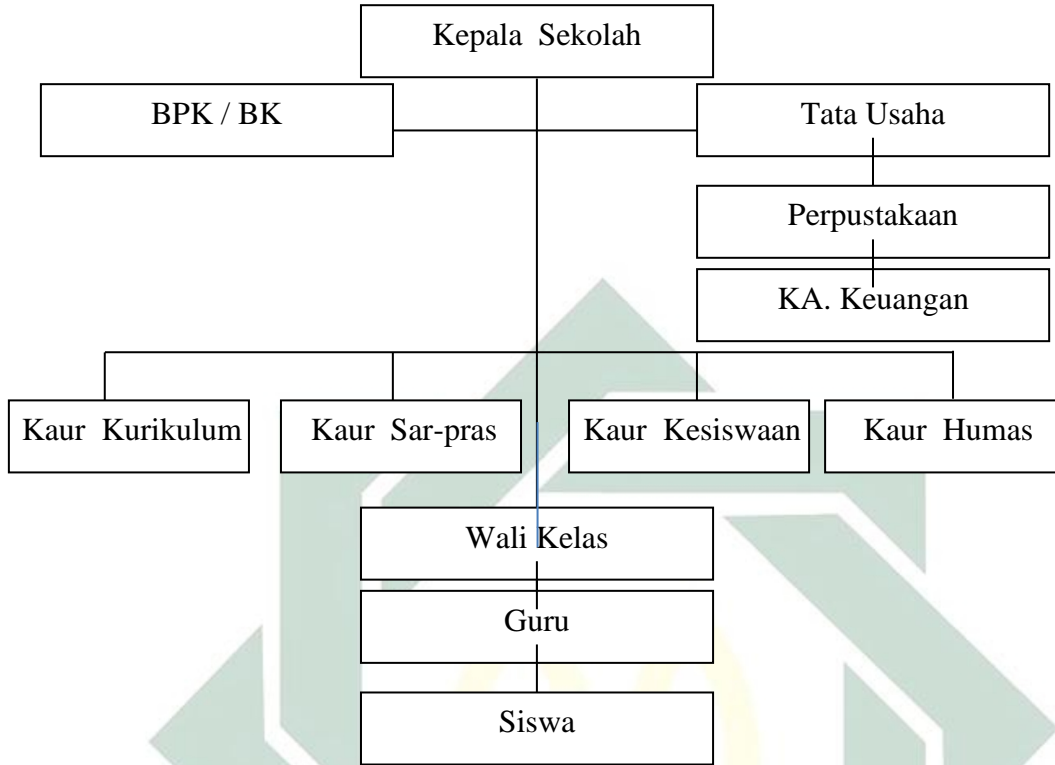 Kepala Sekolah
BPK / BK
Tata Usaha
Perpustakaan
KA. Keuangan
Kaur Kurikulum
Kaur Sar-pras
Kaur Kesiswaan
Kaur Humas
Wali Kelas
Guru
Siswa